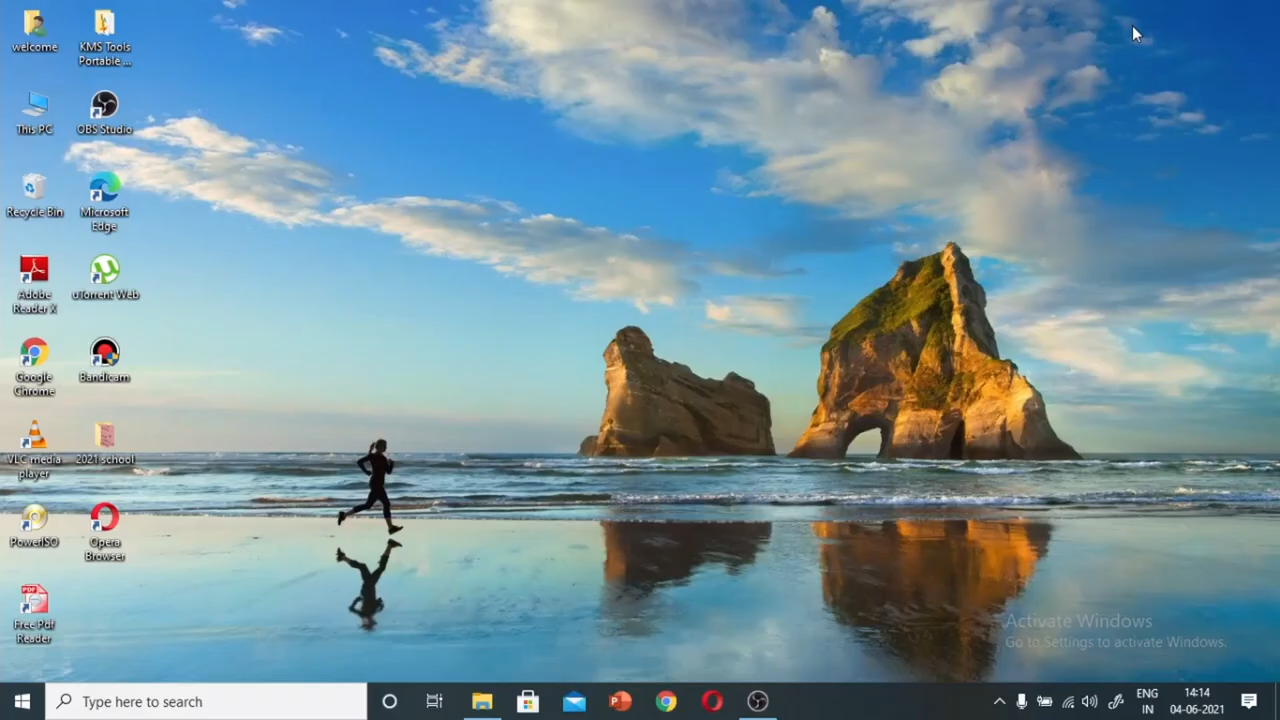 welcome
KMS Tools
Portable ...
This PC
OBS Studio
Recycle Bin
Microsoft
Edge
Adobe
Reader X
uTorrent Web
Google
Chrome
Bandicam
VLC media
player
2021 school
PowerISO
Opera
Browser
PDF
Free Pdf
Reader
Activate Windows
Go to Settings to activate Windows.
Type here to search
ENG
IN
14:14
04-06-2021